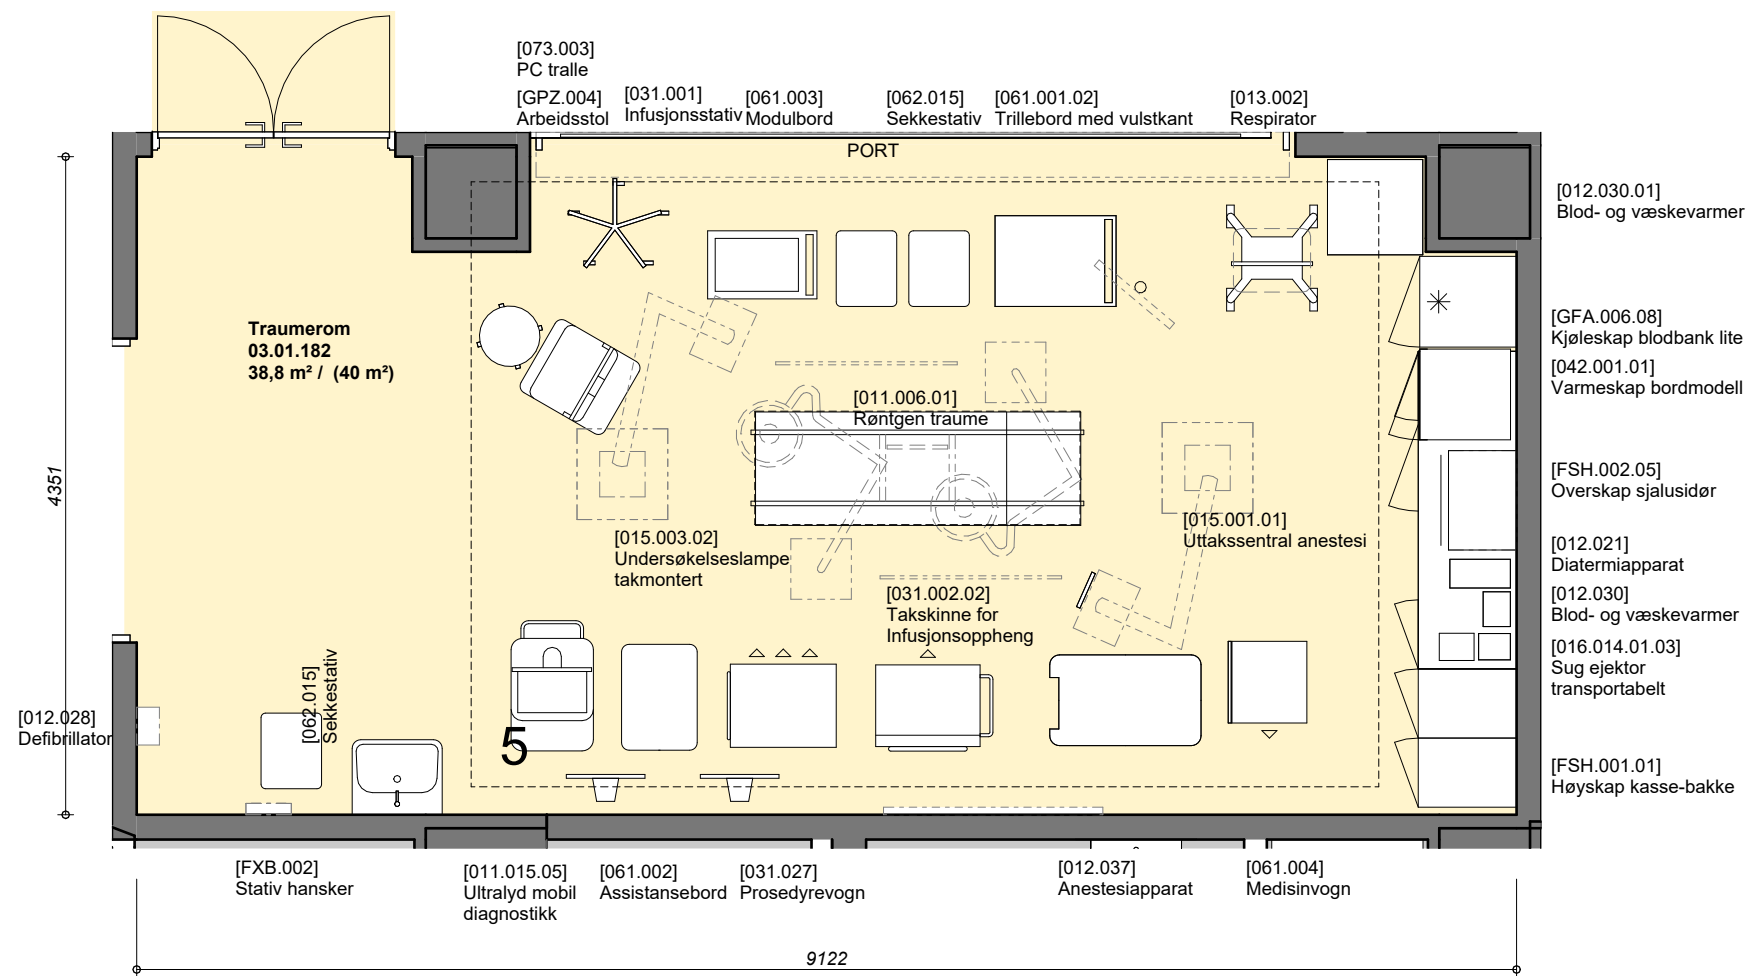 [073.003]
PC tralle
[GPZ.004]
Arbeidsstol
[031.001]
Infusjonsstativ
[061.003]
Modulbord
[062.015]
Sekkestativ
[061.001.02]
Trillebord med vulstkant
[013.002]
Respirator
PORT
[012.030.01]
Blod- og væskevarmer
Traumerom
03.01.182
38,8 m² / (40 m²)
[GFA.006.08]
Kjøleskap blodbank lite
[042.001.01]
Varmeskap bordmodell
[011.006.01]
Røntgen traume
4351
[FSH.002.05]
Overskap sjalusidør
[015.003.02]
Undersøkelseslampe
takmontert
[015.001.01]
Uttakssentral anestesi
[012.021]
Diatermiapparat
[031.002.02]
Takskinne for
Infusjonsoppheng
[012.030]
Blod- og væskevarmer
[016.014.01.03]
Sug ejektor
transportabelt
[062.015]
Sekkestativ
[012.028]
Defibrillator
5
[FSH.001.01]
Høyskap kasse-bakke
[FXB.002]
Stativ hansker
[011.015.05]
Ultralyd mobil
diagnostikk
[061.002]
Assistansebord
[031.027]
Prosedyrevogn
[012.037]
Anestesiapparat
[061.004]
Medisinvogn
9122